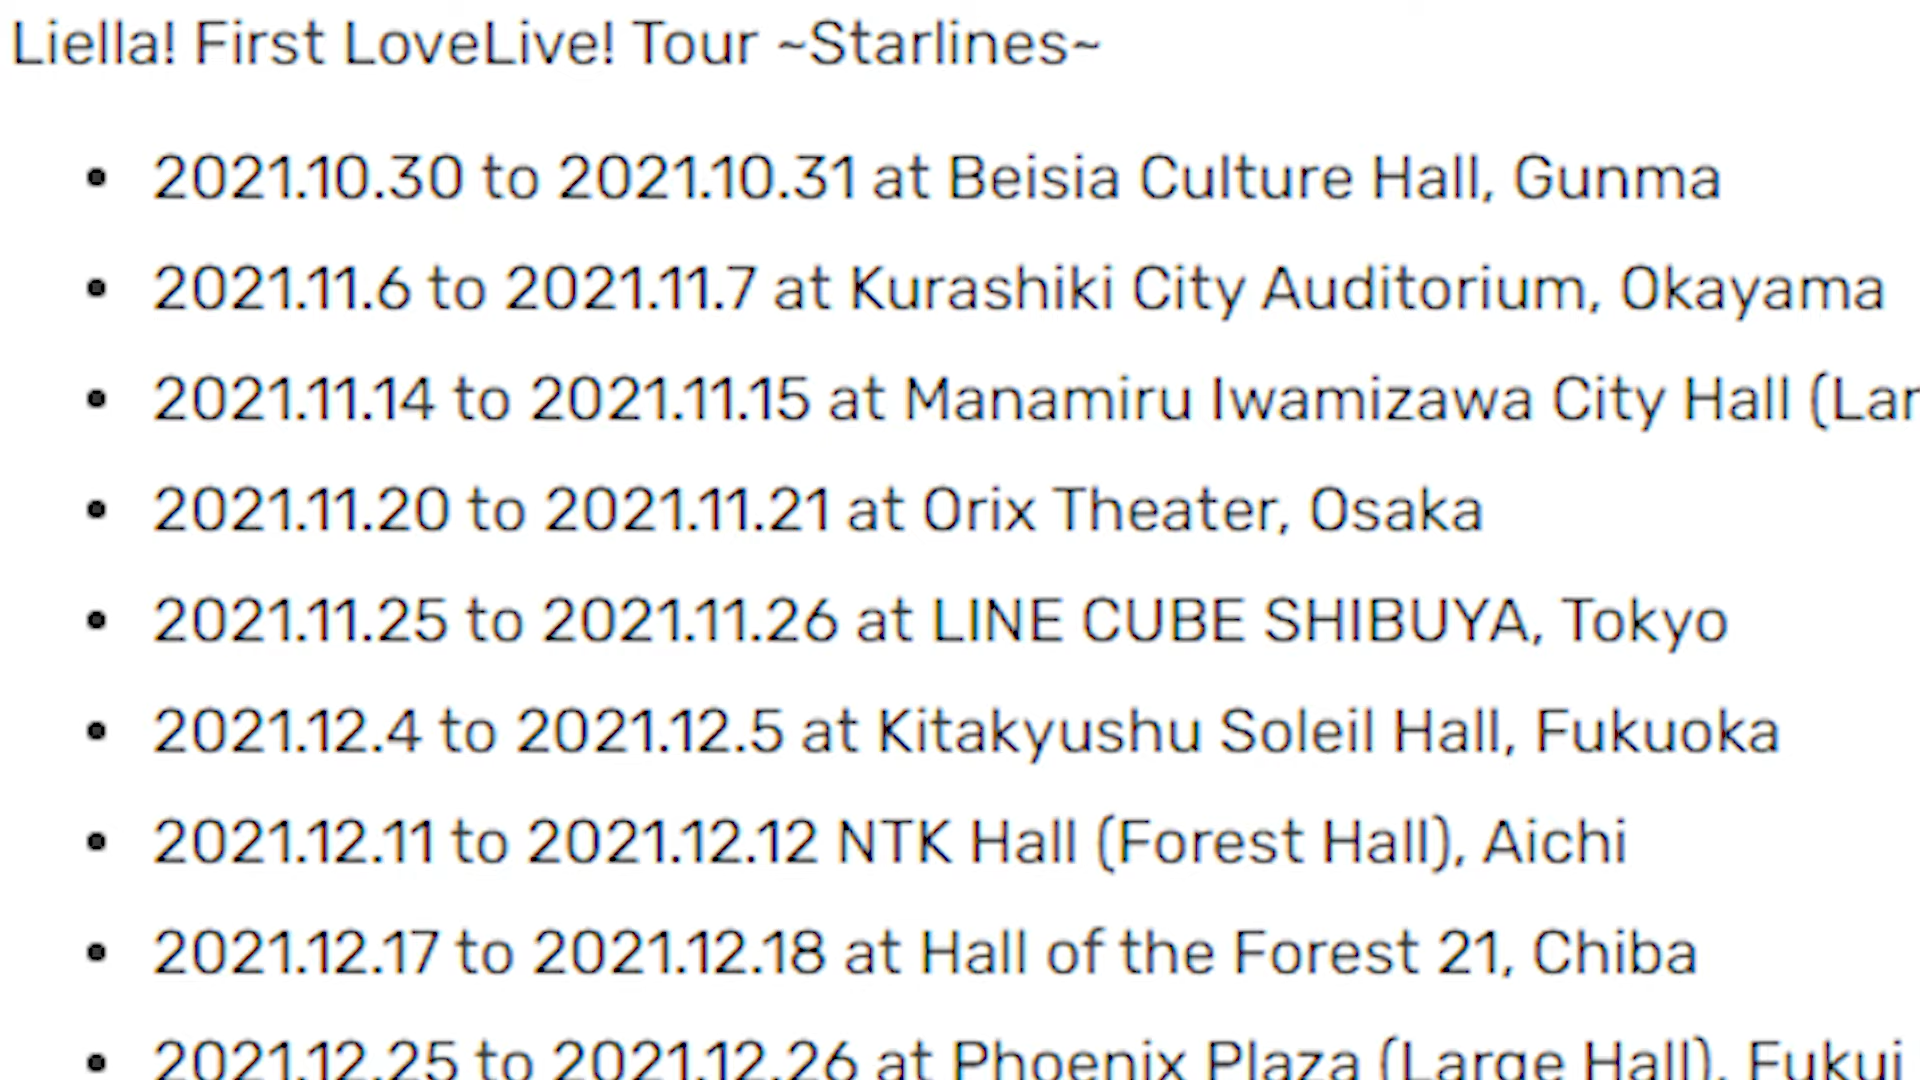 Liella! First LoveLive! Tour ~Starlines~
• 2021.10.30 to 2021.10.31 at Beisia Culture Hall, Gunma
• 2021.11.6 to 2021.11.7 at Kurashiki City Auditorium, Okayama
• 2021.11.14 to 2021.11.15 at Manamiru Iwamizawa City Hall (Lar
• 2021.11.20 to 2021.11.21 at Orix Theater, Osaka
• 2021.11.25 to 2021.11.26 at LINE CUBE SHIBUYA, Tokyo
• 2021.12.4 to 2021.12.5 at Kitakyushu Soleil Hall, Fukuoka
• 2021.12.11 to 2021.12.12 NTK Hall (Forest Hall), Aichi
• 2021.12.17 to 2021.12.18 at Hall of the Forest 21, Chiba
• 2021.12.25 to 2021.12.26 at Phoenix Plaza (Large Hall), Fukui